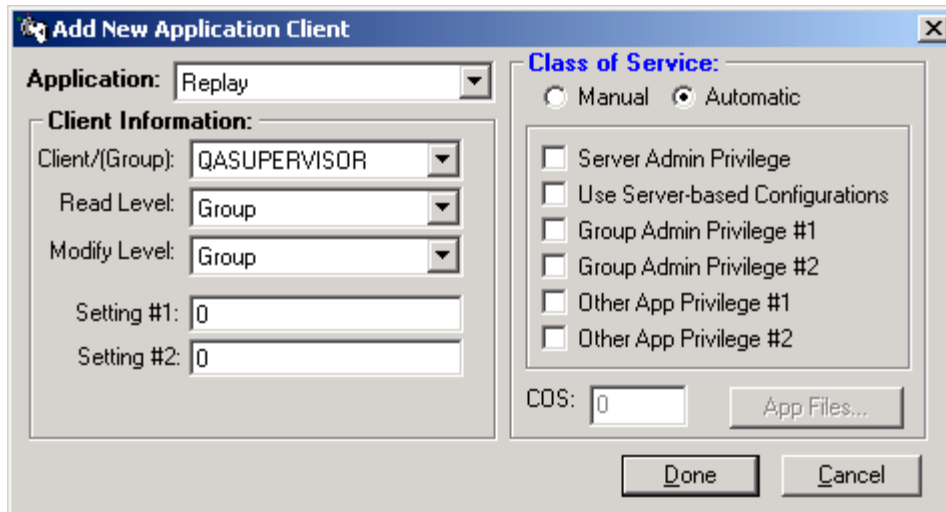 Add New Application Client
Application: Replay
Client Information:
Client/(Group): QASUPERVISOR
Read Level: Group
Modify Level: Group
Setting #1: 0
Setting #2: 0
Class of Service:
Manual Automatic
Server Admin Privilege
Use Server-based Configurations
Group Admin Privilege #1
Group Admin Privilege #2
Other App Privilege #1
Other App Privilege #2
COS: 0 App Files...
Done Cancel